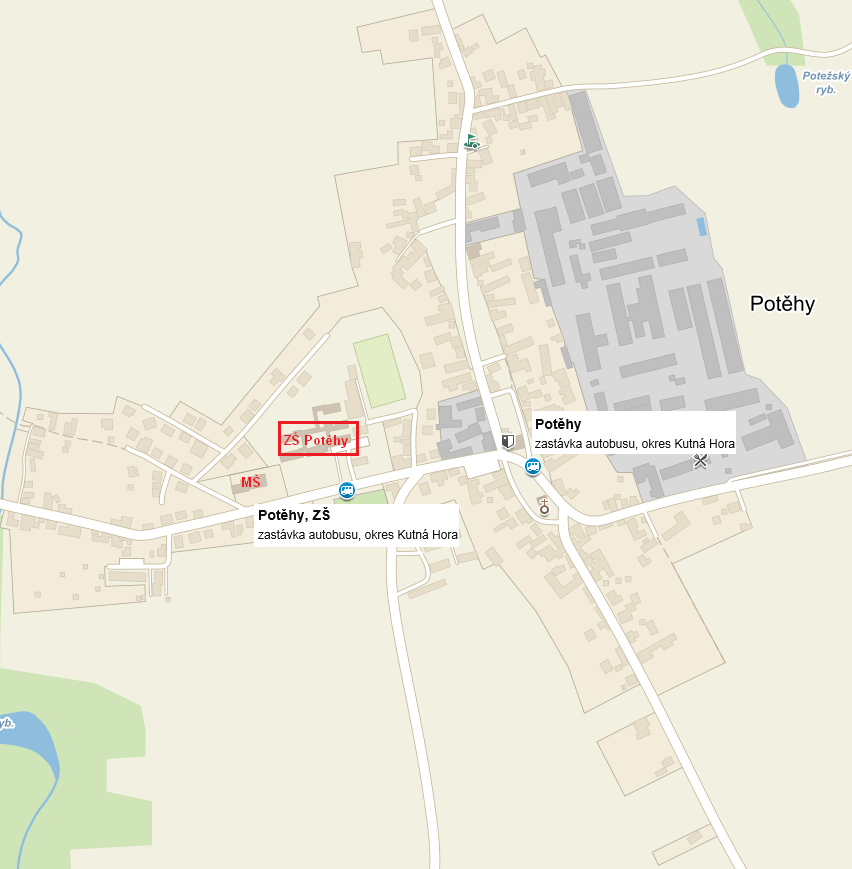 Potežský
ryb.
Potěhy
Potěhy
zastávka autobusu, okres Kutná Hora
ZŠ Potěhy
MŠ
Potěhy, ZŠ
zastávka autobusu, okres Kutná Hora
yb.